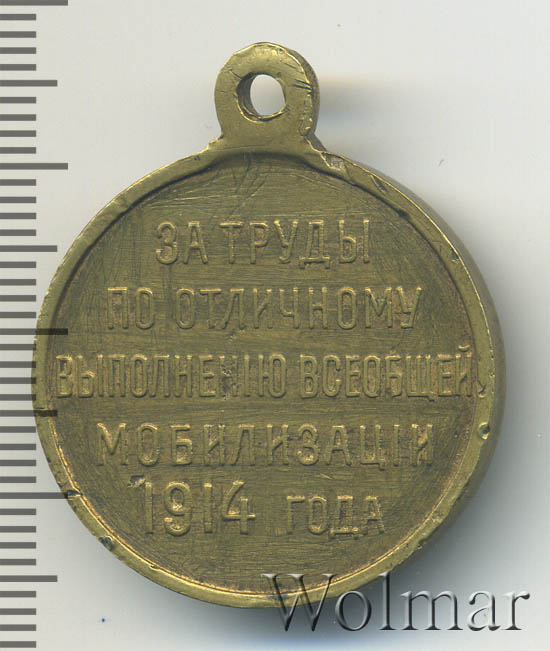 ЗА ТРУДЫ
ПО ОТЛИЧНОМУ
ВЫПОЛНЕНІЮ ВСЕОБЩЕЙ
МОБИЛИЗАЦІИ
1914 ГОДА
Wolmar